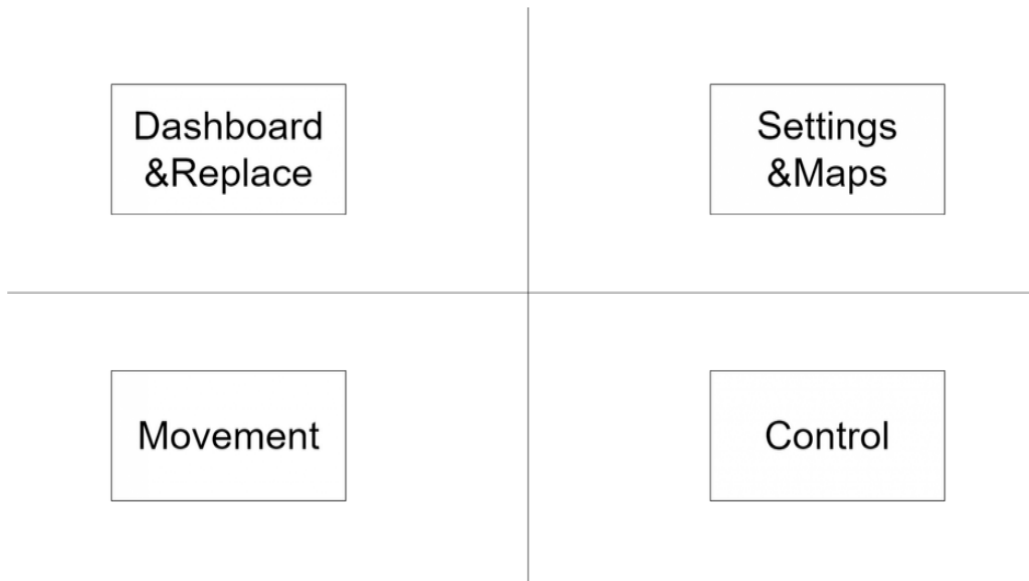 Dashboard
&Replace
Settings
&Maps
Movement
Control